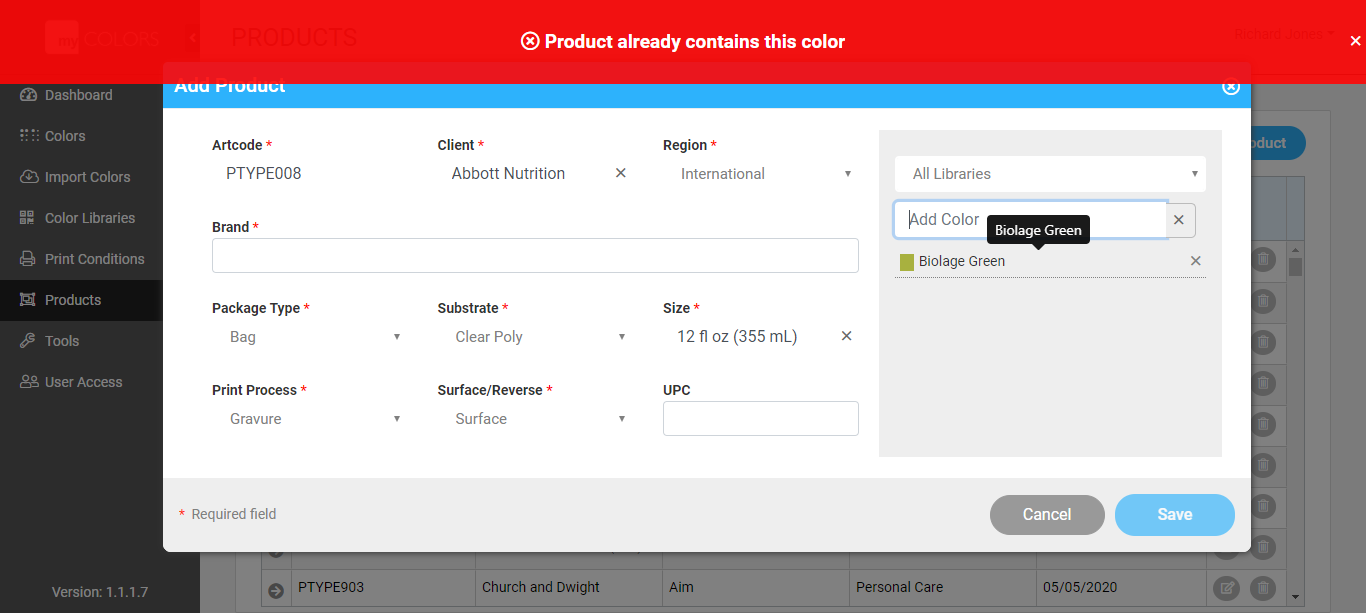 my COLORS
PRODUCTS
Product already contains this color
Richard Jones
Add Product
Dashboard
Colors
Import Colors
Color Libraries
Print Conditions
Products
Tools
User Access
Version: 1.1.1.7
Artcode * Client * Region *
PTYPE008 Abbott Nutrition International
Brand *
Package Type * Substrate * Size *
Bag Clear Poly 12 fl oz (355 mL)
Print Process * Surface/Reverse * UPC
Gravure Surface
All Libraries
Add Color
Biolage Green
Biolage Green
* Required field
Cancel Save
oduct
PTYPE903 Church and Dwight Aim Personal Care 05/05/2020